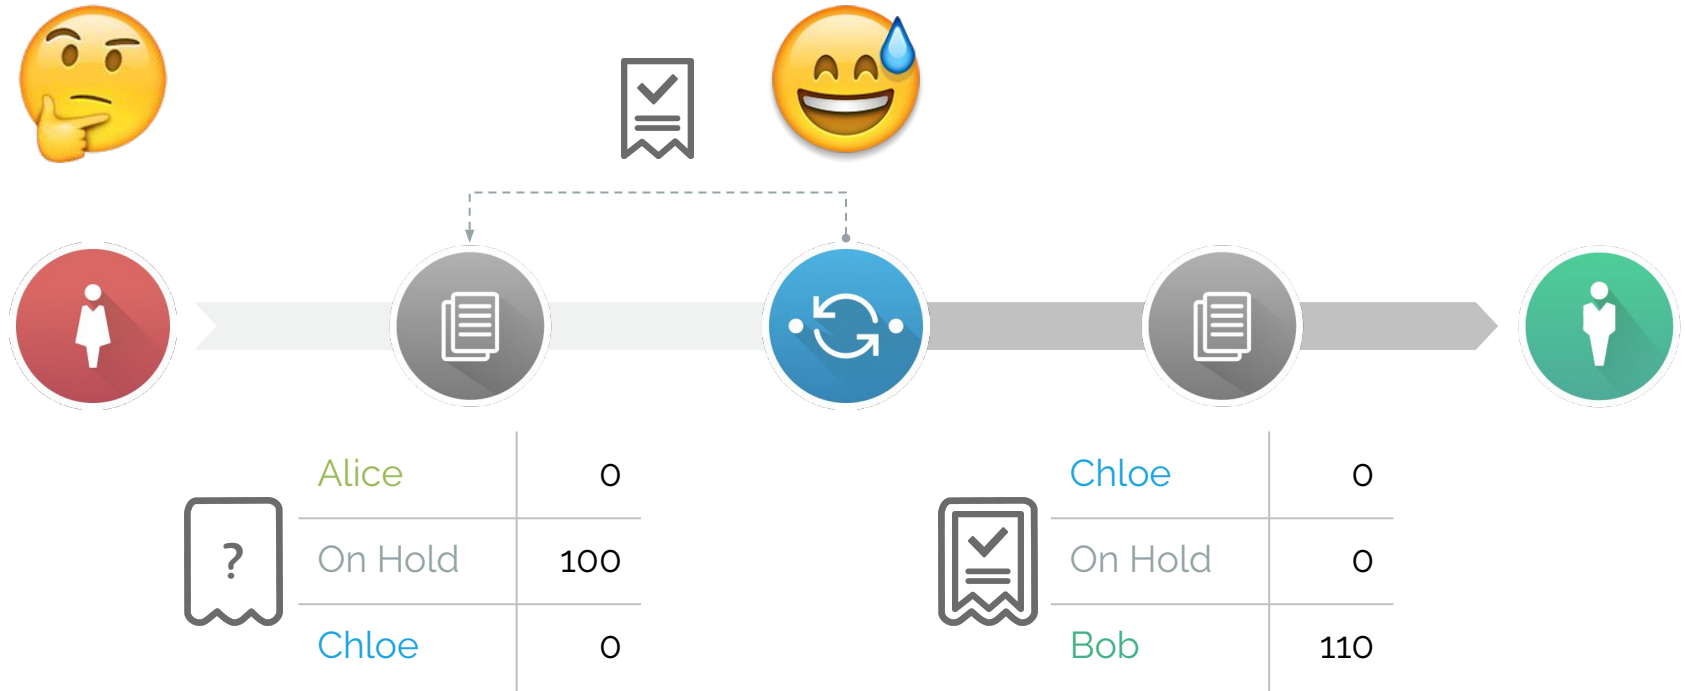 Alice 0
? On Hold 100
Chloe 0
Chloe 0
On Hold 0
Bob 110